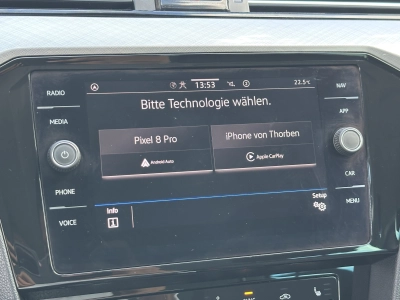 RADIO
MEDIA
PHONE
VOICE
NAV
APP
CAR
MENU
13:53
22.5°C
Bitte Technologie wählen.
Pixel 8 Pro
Android Auto
iPhone von Thorben
Apple CarPlay
Info
Setup